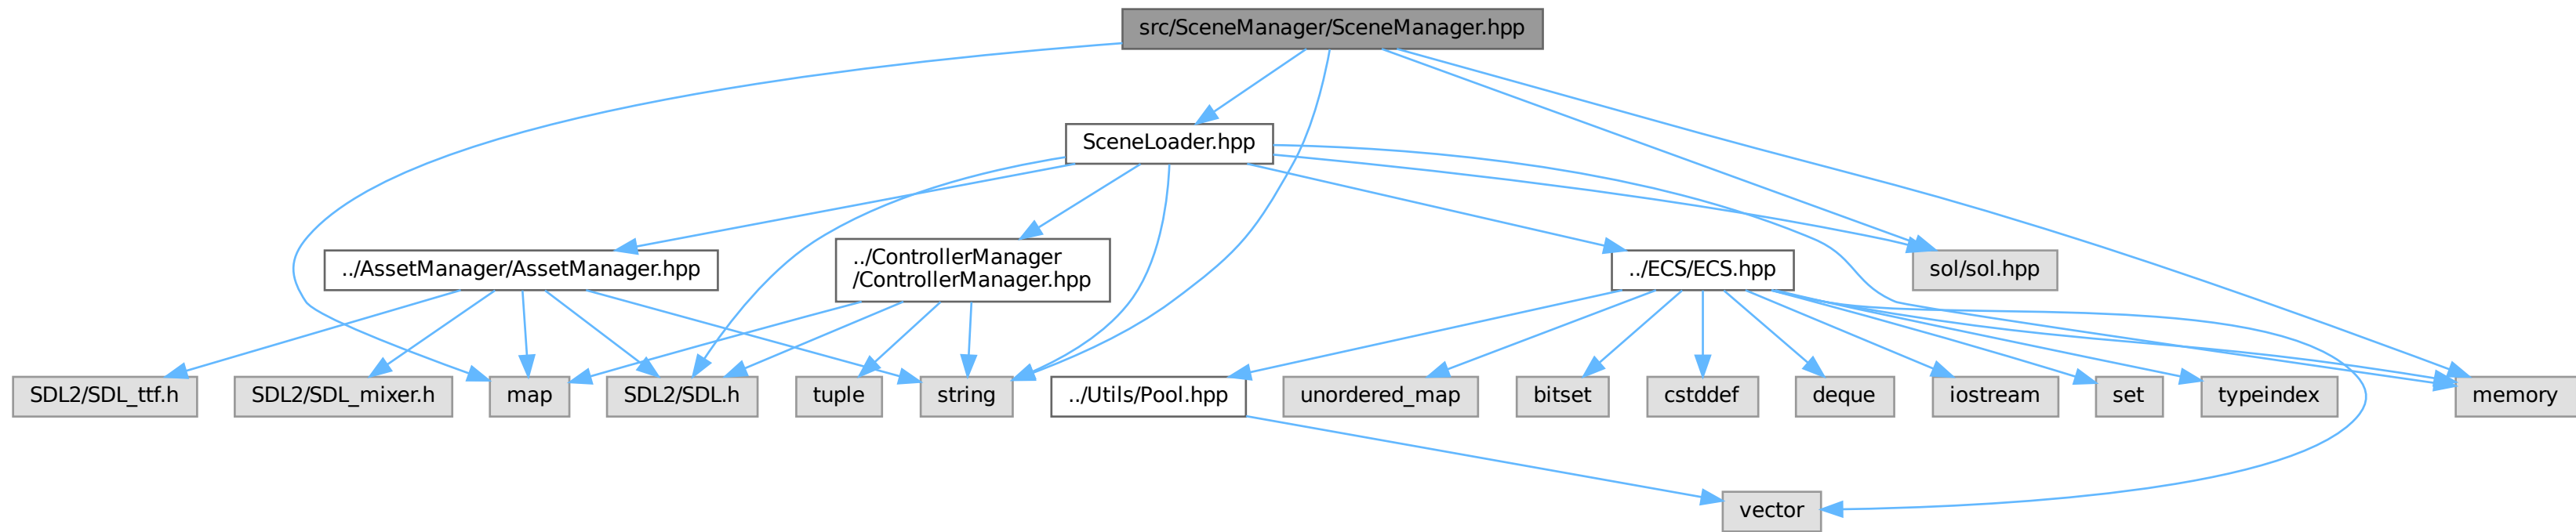 src/SceneManager/SceneManager.hpp
SceneLoader.hpp
../AssetManager/AssetManager.hpp
../ControllerManager
/ControllerManager.hpp
../ECS/ECS.hpp
sol/sol.hpp
SDL2/SDL_ttf.h
SDL2/SDL_mixer.h
map
SDL2/SDL.h
tuple
string
../Utils/Pool.hpp
unordered_map
bitset
cstddef
deque
iostream
set
typeindex
memory
vector